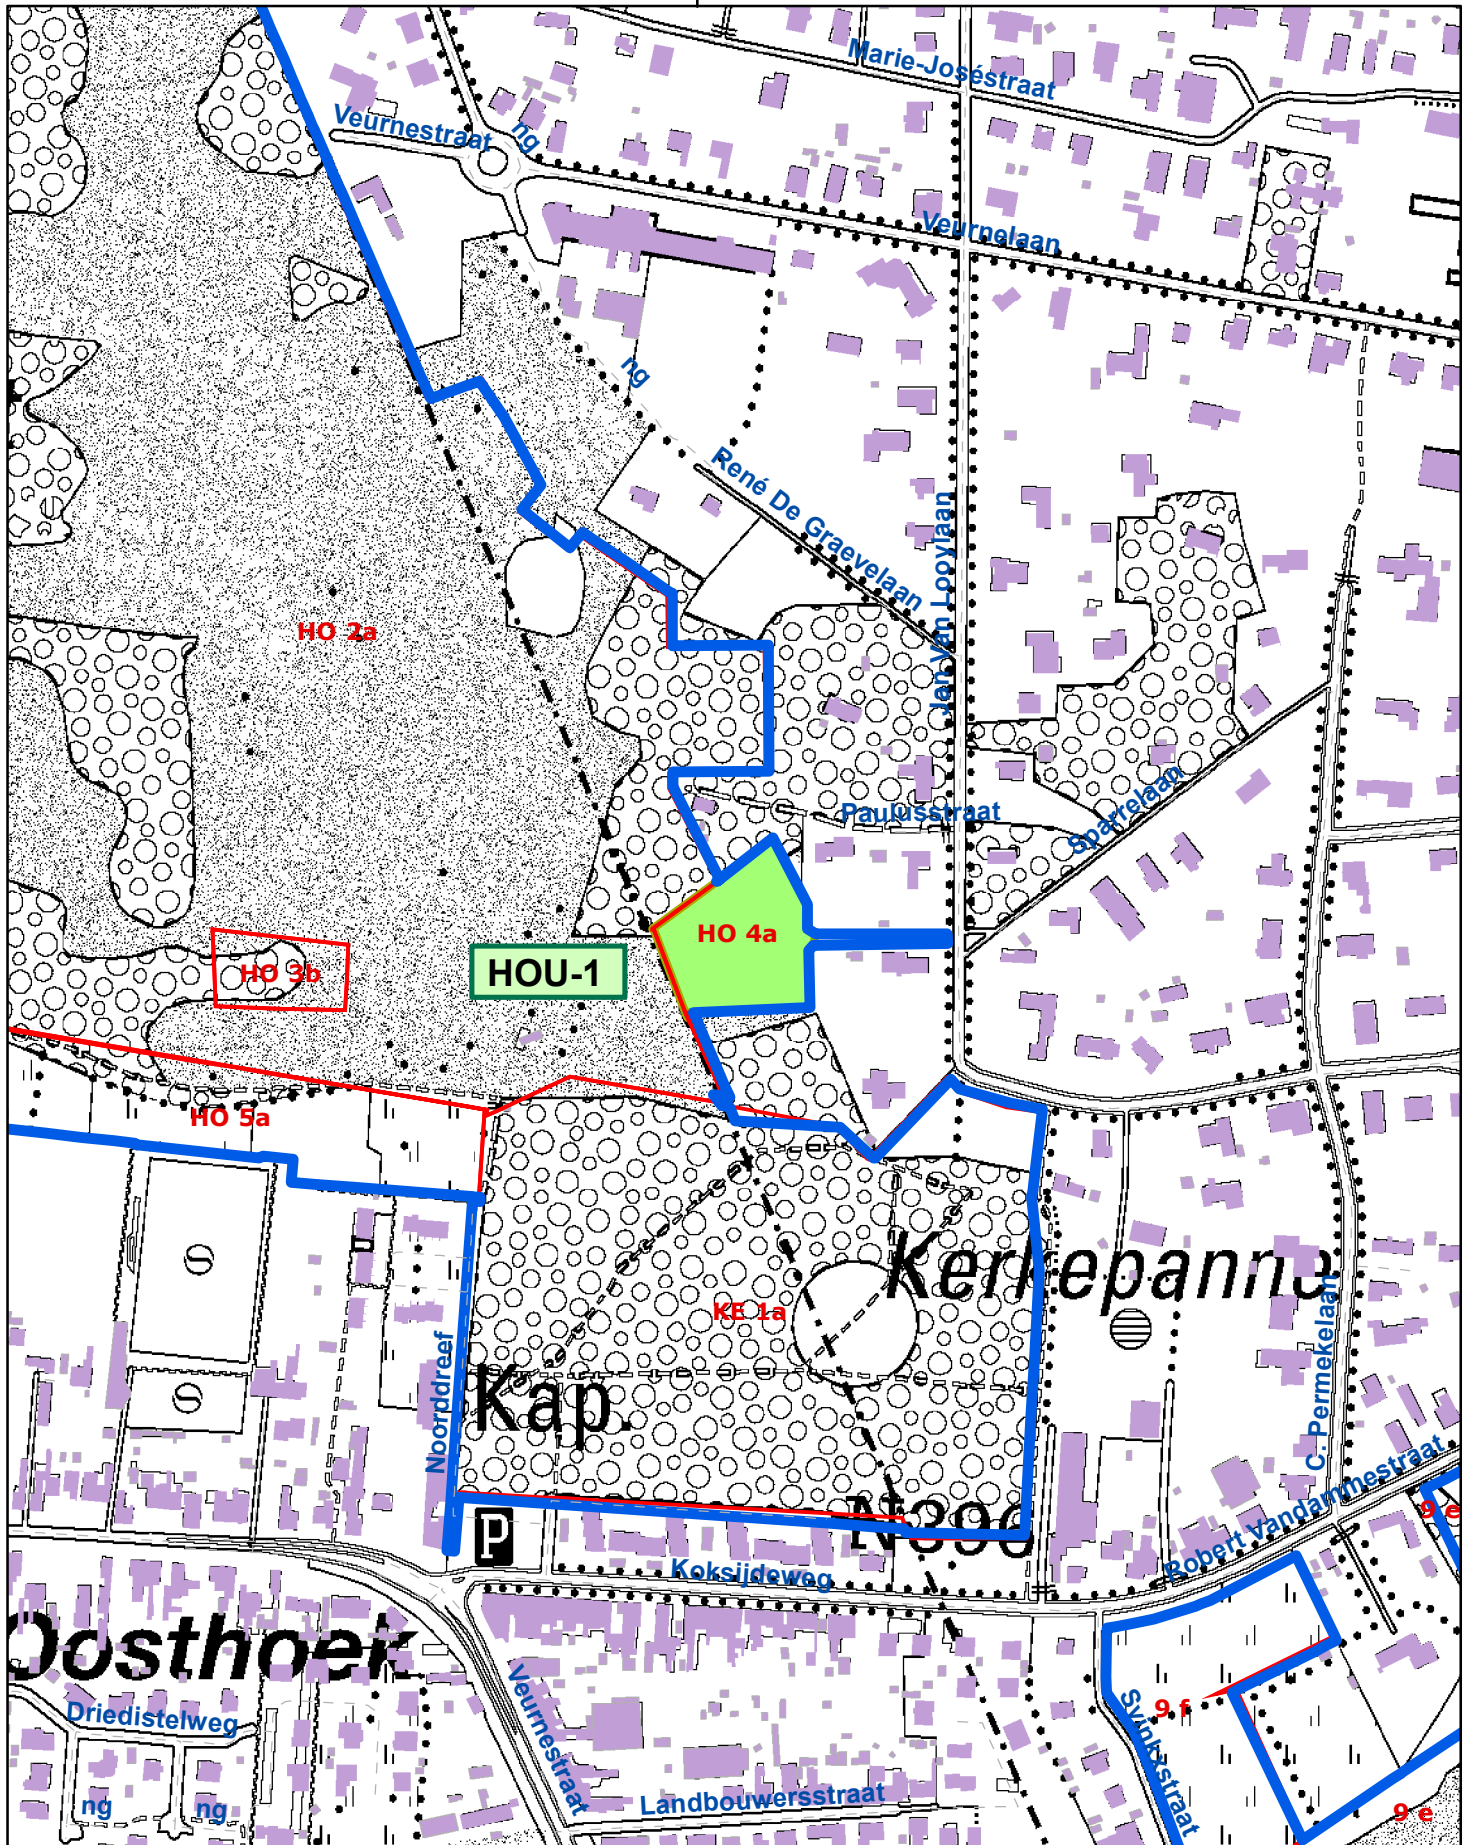 Marie-Joséstraat
Veurnestraat
ng
Veurnelaan
ng
René De Graevelaan
Jan Van Looylaan
HO 2a
Paulusstraat
Sparrelaan
HO 4a
HO 3b
HOU-1
HO 5a
Kerkepanne
KE 1a
C. Permekelaan
Noorddreef
Kap.
Robert Vandammestraat
9 e
P
N396
Koksijdeweg
Oosthoek
Veurnestraat
Svinkxstraat
9 f
Driedistelweg
Landbouwersstraat
ng
ng
9 e